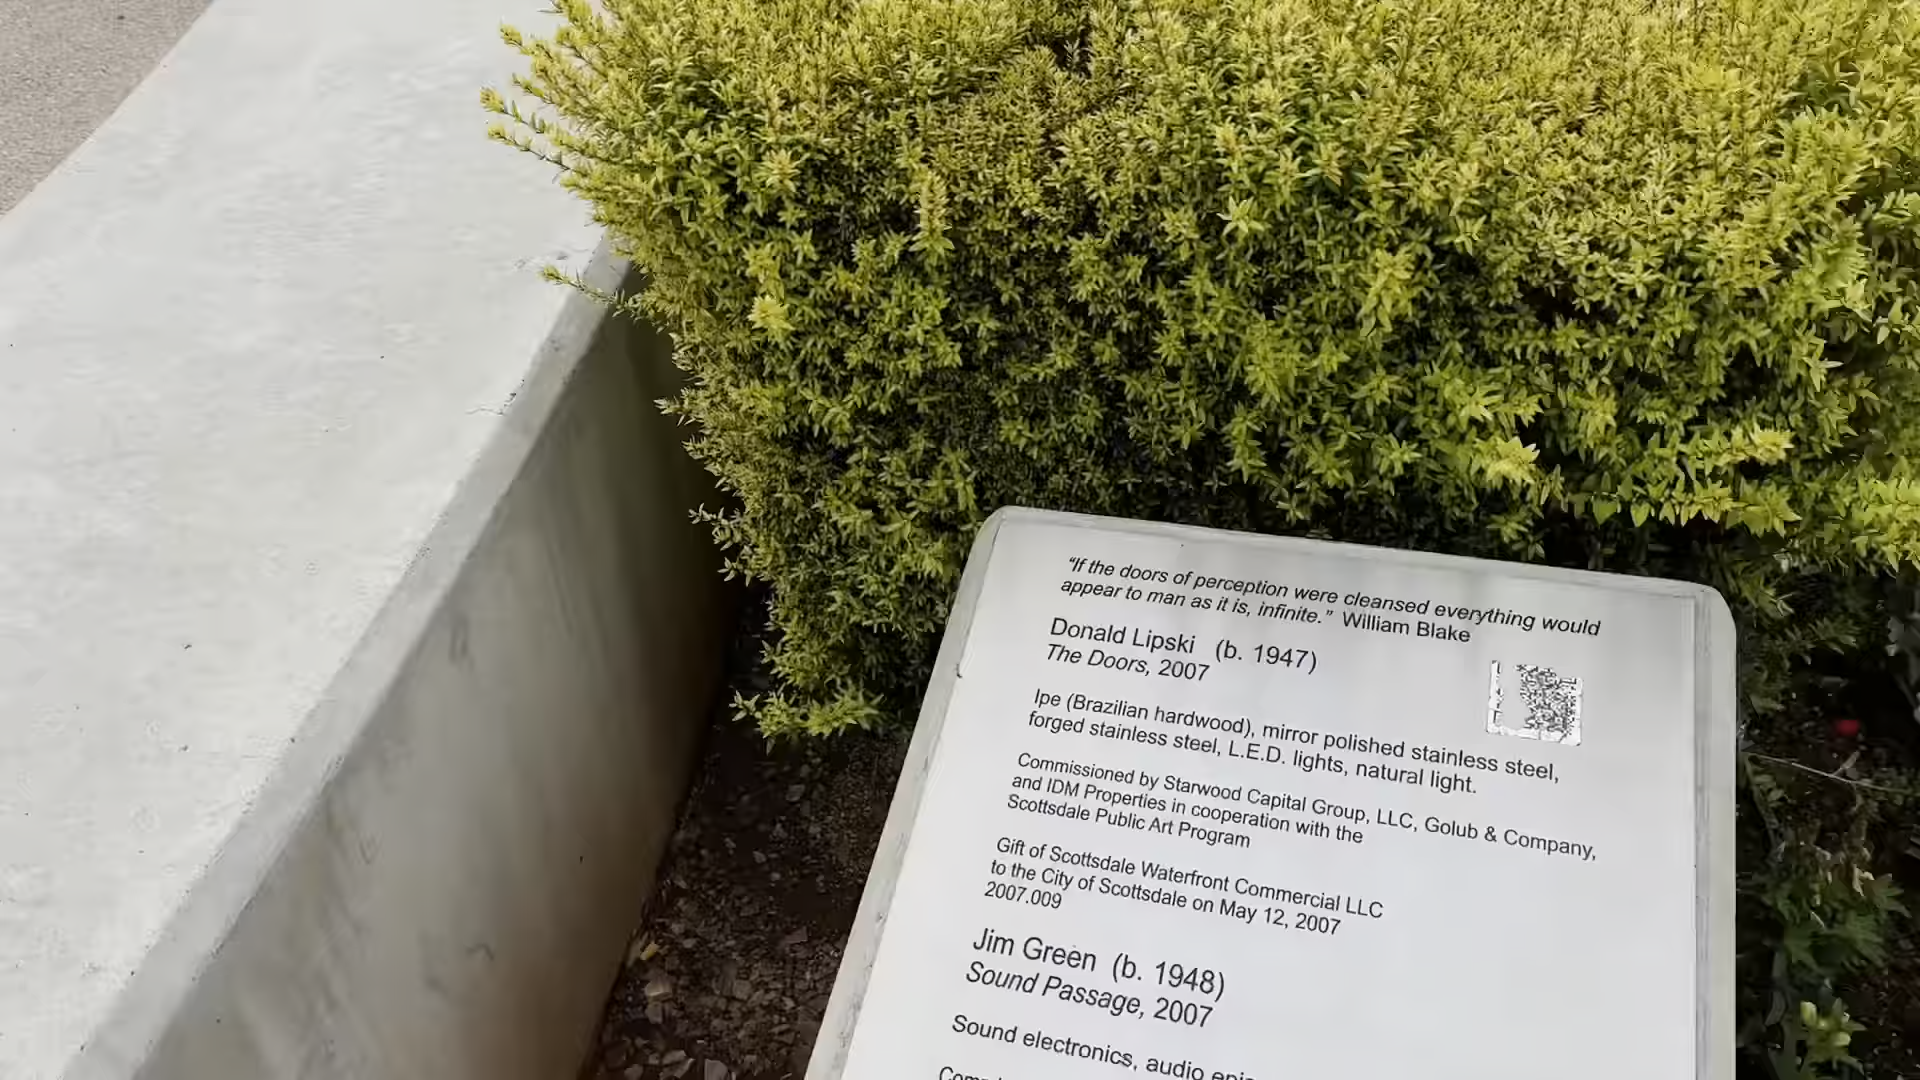 “If the doors of perception were cleansed everything would
appear to man as it is, infinite.” William Blake
Donald Lipski (b. 1947)
The Doors, 2007
Ipe (Brazilian hardwood), mirror polished stainless steel,
forged stainless steel, L.E.D. lights, natural light.
Commissioned by Starwood Capital Group, LLC, Golub & Company,
and IDM Properties in cooperation with the
Scottsdale Public Art Program
Gift of Scottsdale Waterfront Commercial LLC
to the City of Scottsdale on May 12, 2007
2007.009
Jim Green (b. 1948)
Sound Passage, 2007
Sound electronics, audio